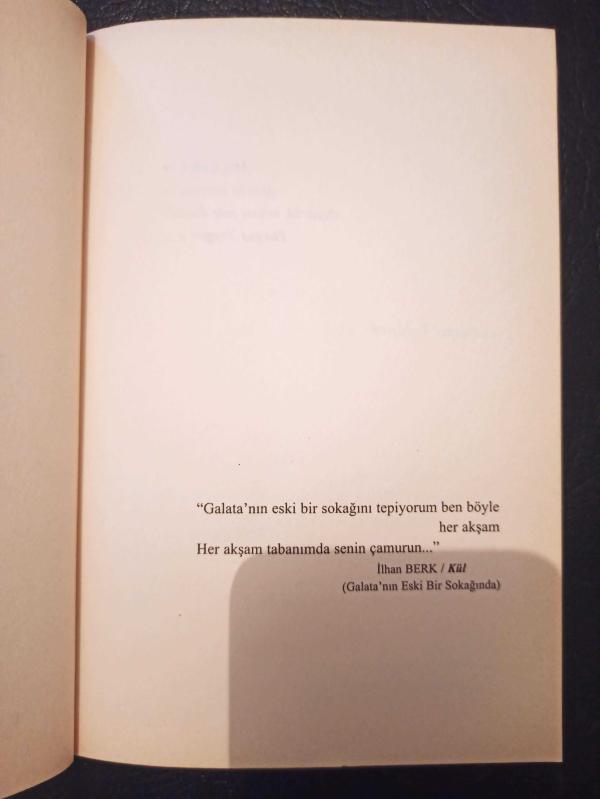 “Galata’nın eski bir sokağını tepiyorum ben böyle
her akşam
Her akşam tabanımda senin çamurun...”
İlhan BERK / Kül
(Galata’nın Eski Bir Sokağında)